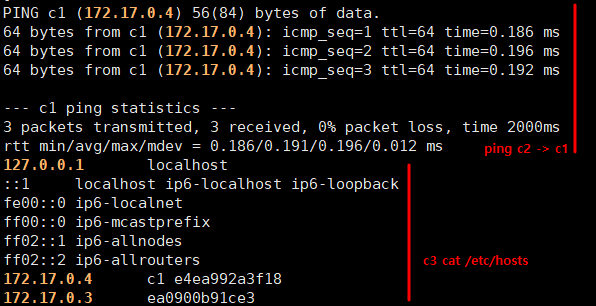 PING c1 (172.17.0.4) 56(84) bytes of data.
64 bytes from c1 (172.17.0.4): icmp_seq=1 ttl=64 time=0.186 ms
64 bytes from c1 (172.17.0.4): icmp_seq=2 ttl=64 time=0.196 ms
64 bytes from c1 (172.17.0.4): icmp_seq=3 ttl=64 time=0.192 ms

--- c1 ping statistics ---
3 packets transmitted, 3 received, 0% packet loss, time 2000ms
rtt min/avg/max/mdev = 0.186/0.191/0.196/0.012 ms
ping c2 -> c1
127.0.0.1 localhost
::1 localhost ip6-localhost ip6-loopback
fe00::0 ip6-localnet
ff00::0 ip6-mcastprefix
ff02::1 ip6-allnodes
ff02::2 ip6-allrouters
c3 cat /etc/hosts
172.17.0.4 c1 e4ea992a3f18
172.17.0.3 ea0900b91ce3